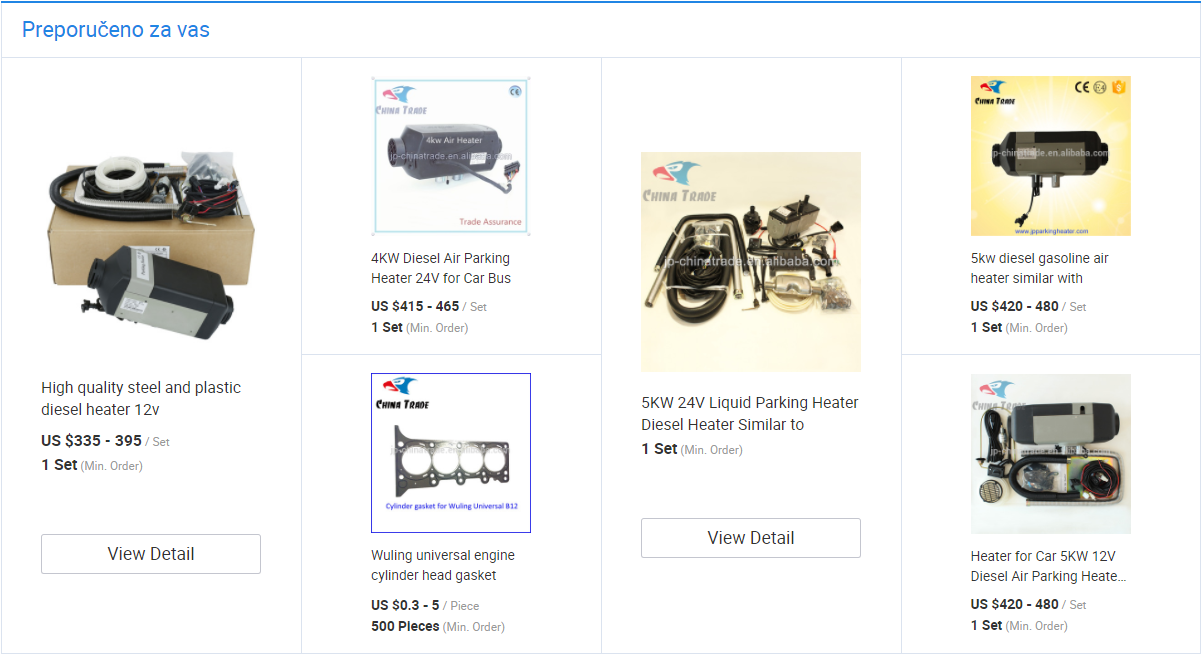 Preporučeno za vas
High quality steel and plastic
diesel heater 12v
US $335 - 395 / Set
1 Set (Min. Order)
View Detail
CHINA TRADE
4kw Air Heater
jp-chinatrade.en.alibaba.com
Trade Assurance
4KW Diesel Air Parking
Heater 24V for Car Bus
US $415 - 465 / Set
1 Set (Min. Order)
CHINA TRADE
jp-chinatrade.en.alibaba.com
Cylinder gasket for Wuling Universal B12
Wuling universal engine
cylinder head gasket
US $0.3 - 5 / Piece
500 Pieces (Min. Order)
CHINA TRADE
jp-chinatrade.en.alibaba.com
5KW 24V Liquid Parking Heater
Diesel Heater Similar to
1 Set (Min. Order)
View Detail
CHINA TRADE
CE E4
jp-chinatrade.en.alibaba.com
www.jpparkingheater.com
5kw diesel gasoline air
heater similar with
US $420 - 480 / Set
1 Set (Min. Order)
CHINA TRADE
jp-chinatrade.en.alibaba.com
Heater for Car 5KW 12V
Diesel Air Parking Heate...
US $420 - 480 / Set
1 Set (Min. Order)